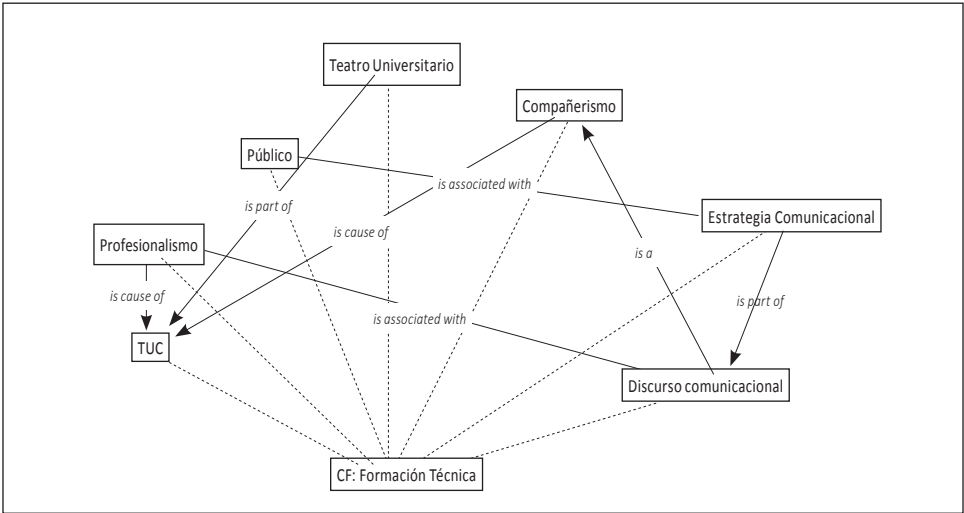 Teatro Universitario
Compañerismo
Público
is associated with
is part of
Estrategia Comunicacional
is cause of
Profesionalismo
is a
is cause of
is part of
is associated with
TUC
Discurso comunicacional
CF: Formación Técnica